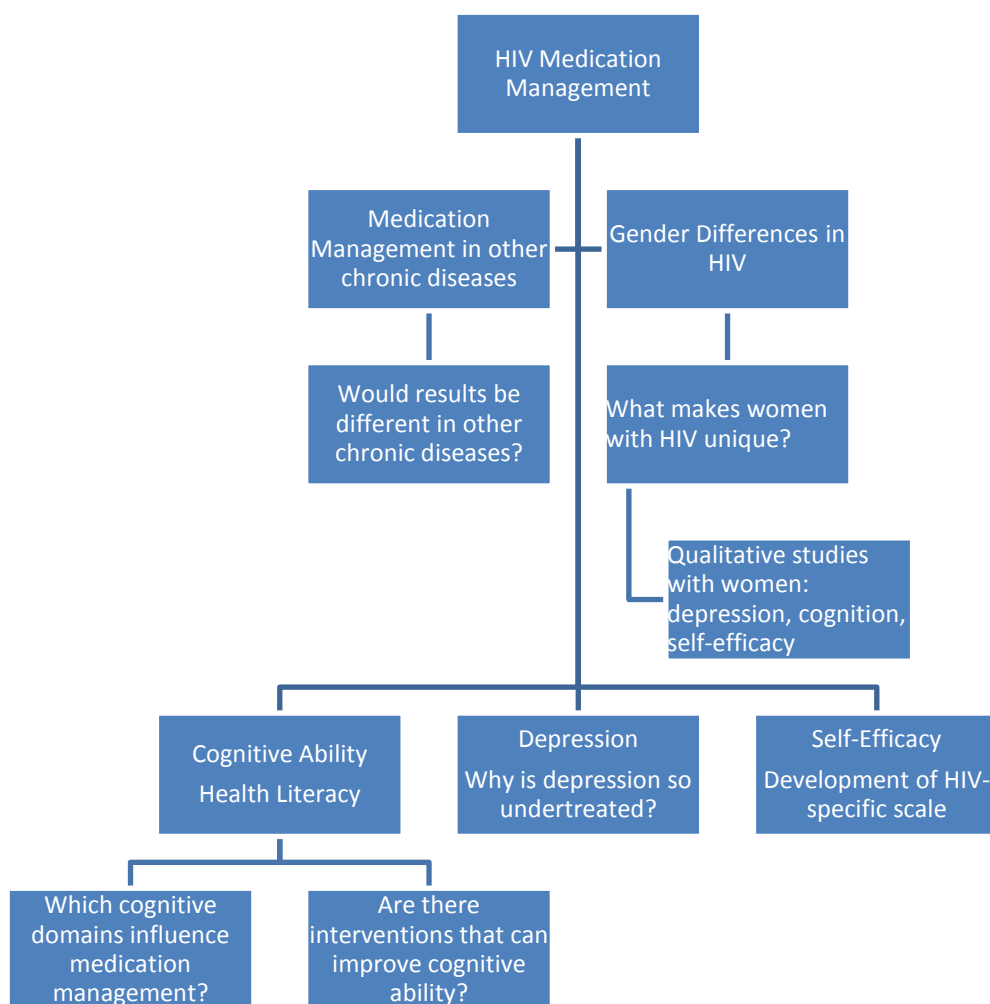 HIV Medication
Management
Medication
Management in other
chronic diseases
Gender Differences in
HIV
Would results be
different in other
chronic diseases?
What makes women
with HIV unique?
Qualitative studies
with women:
depression, cognition,
self-efficacy
Cognitive Ability
Health Literacy
Depression
Why is depression so
undertreated?
Self-Efficacy
Development of HIV-
specific scale
Which cognitive
domains influence
medication
management?
Are there
interventions that can
improve cognitive
ability?